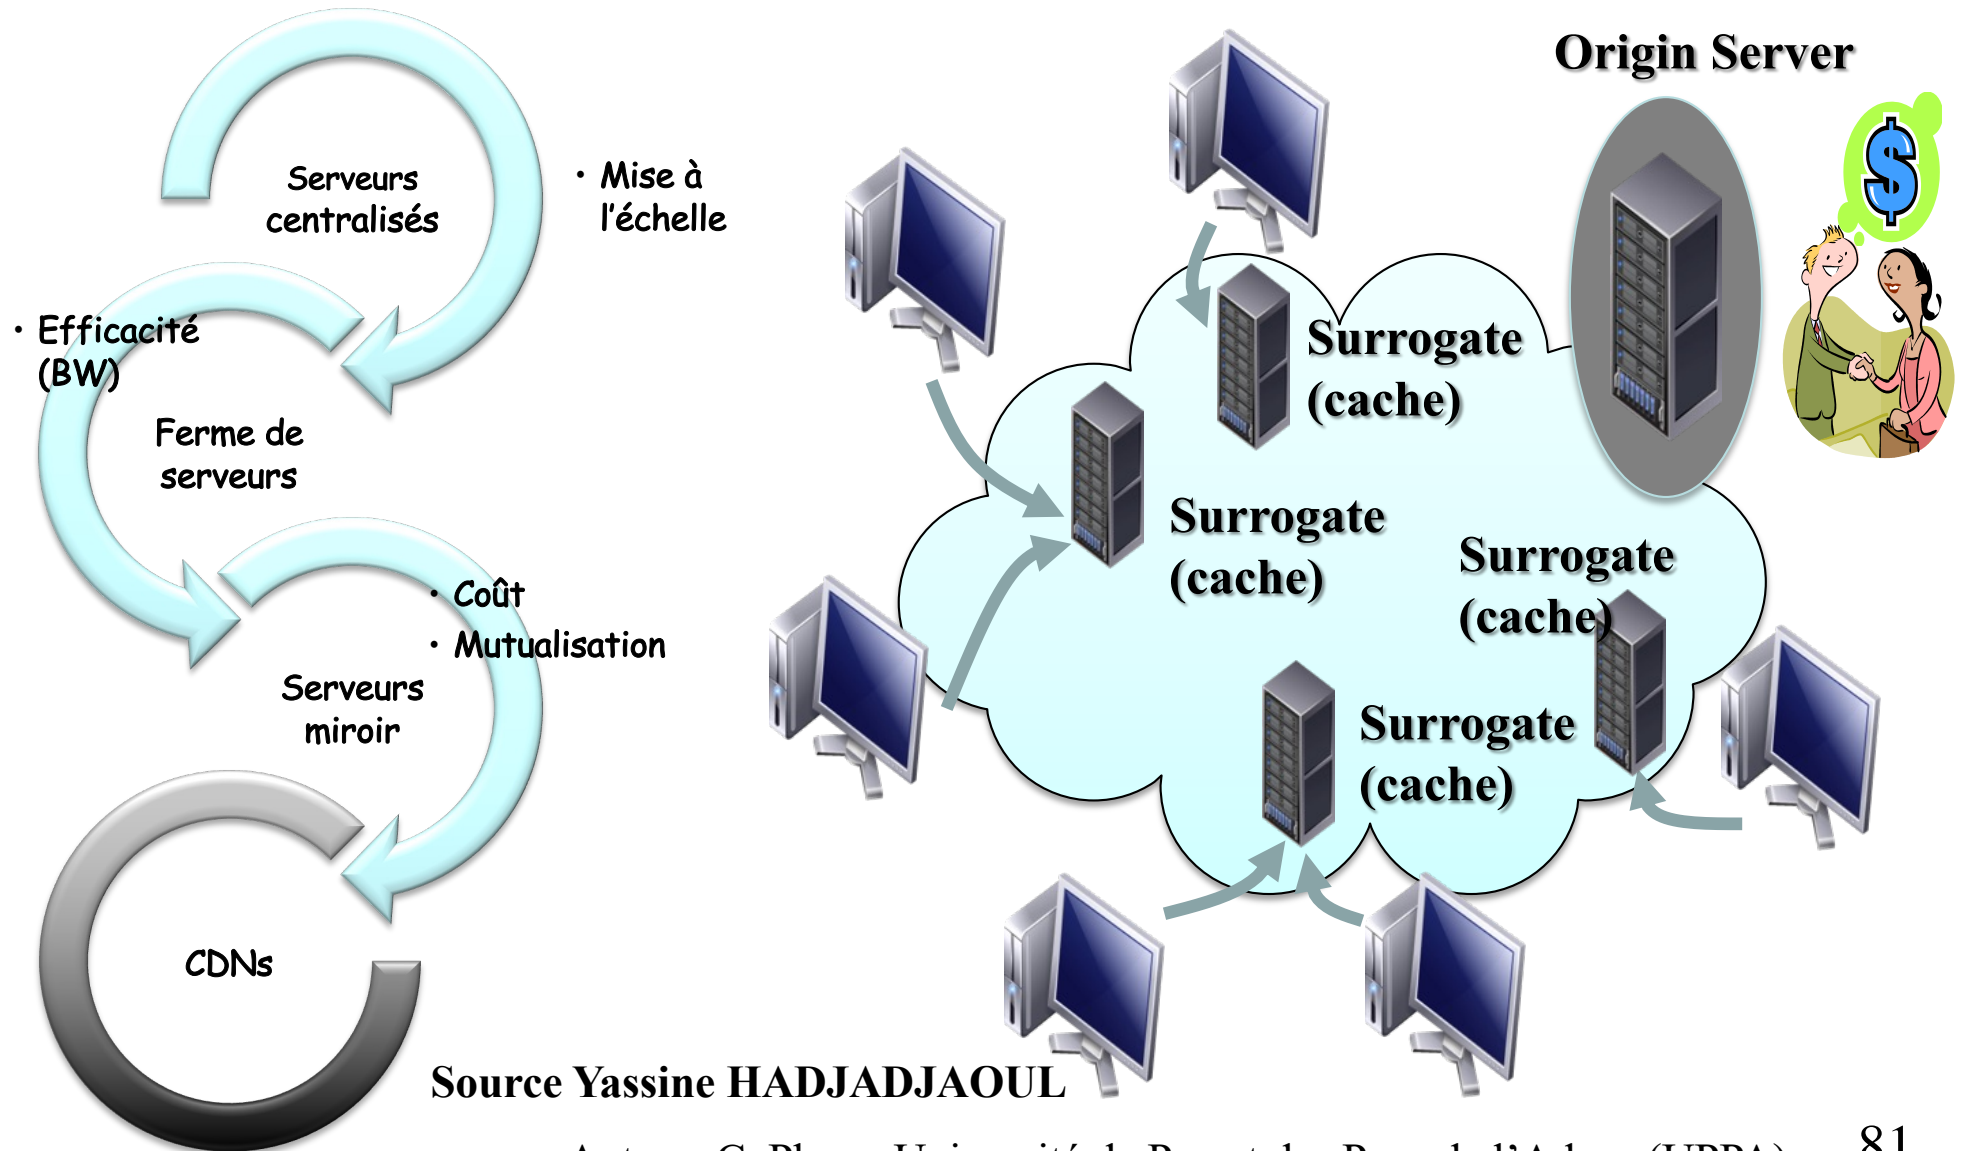 Serveurs
centralisés
• Mise à
l'échelle
• Efficacité
(BW)
Ferme de
serveurs
• Coût
• Mutualisation
Serveurs
miroir
CDNs
Origin Server
$
Surrogate
(cache)
Surrogate
(cache)
Surrogate
(cache)
Surrogate
(cache)
Source Yassine HADJADJAOUL
81